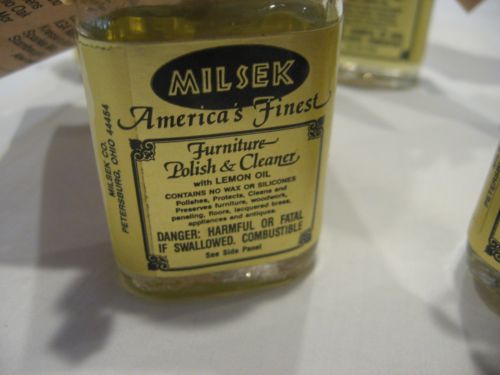 MILSEK
America's Finest
Furniture
Polish & Cleaner
with LEMON OIL
CONTAINS NO WAX OR SILICONES
Polishes, Protects, Cleans and
Preserves furniture, woodwork,
paneling, floors, lacquered brass,
appliances and antiques.
DANGER: HARMFUL OR FATAL
IF SWALLOWED. COMBUSTIBLE
See Side Panel
MILSEK CO.
PETERSBURG, OHIO 44454